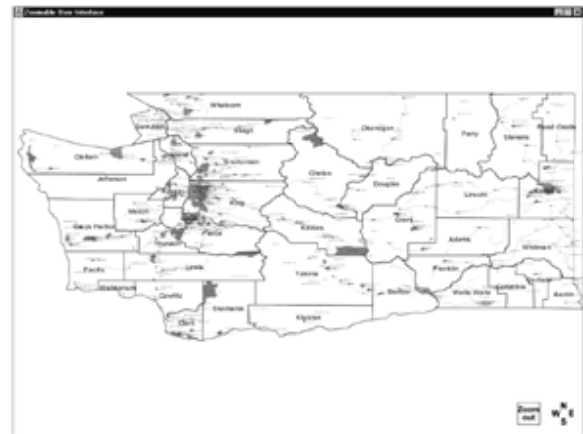 Zoomable User Interface
Whatcom
Okanogan
Ferry
Stevens
Pend Oreille
Skagit
Clallam
Snohomish
Chelan
Jefferson
Douglas
Lincoln
King
Grays Harbor
Mason
Grant
Kittitas
Pierce
Adams
Whitman
Thurston
Pacific
Lewis
Yakima
Franklin
Wahkiakum
Cowlitz
Benton
Walla Walla
Columbia
Garfield
Asotin
Skamania
Klickitat
Clark
Zoom
out
N
W E
S